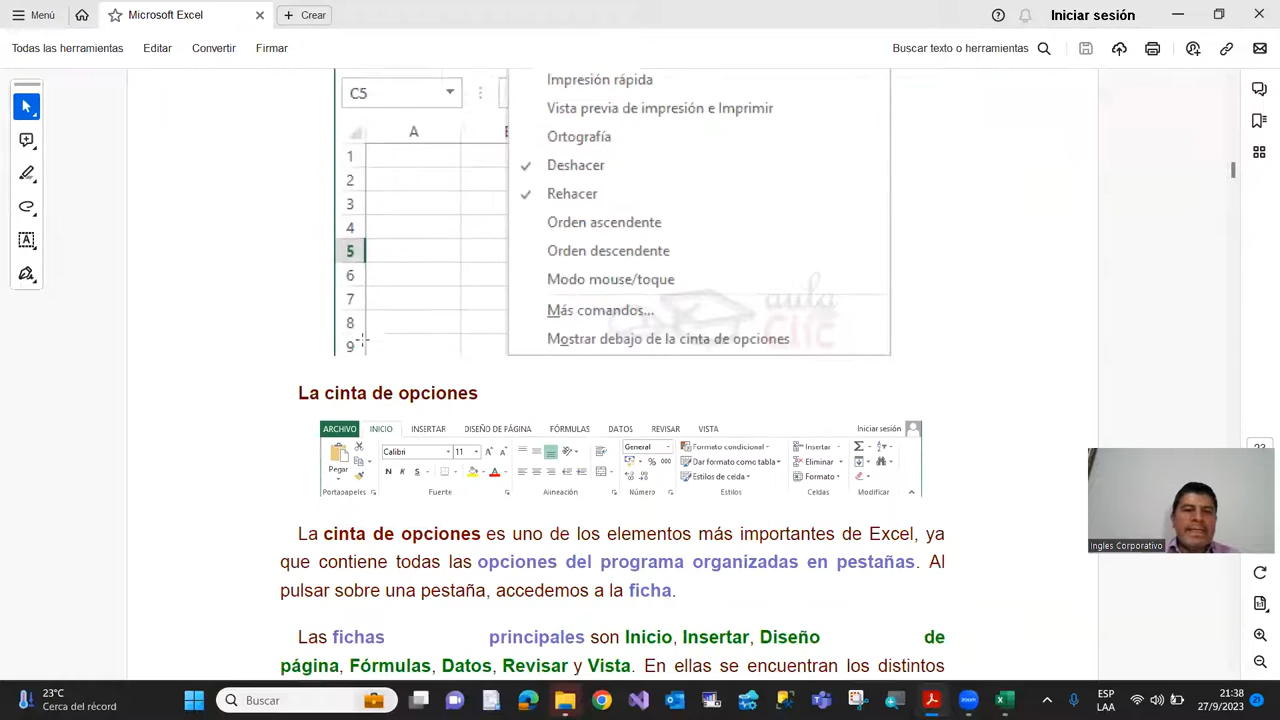 Menú
Microsoft Excel
Crear
Iniciar sesión
Todas las herramientas
Editar
Convertir
Firmar
Buscar texto o herramientas
C5
Impresión rápida
Vista previa de impresión e Imprimir
Ortografía
Deshacer
Rehacer
Orden ascendente
Orden descendente
Modo mouse/toque
Más comandos...
Mostrar debajo de la cinta de opciones
A
1
2
3
4
5
6
7
8
9
aula
clic
La cinta de opciones
ARCHIVO INICIO INSERTAR DISEÑO DE PÁGINA FÓRMULAS DATOS REVISAR VISTA Iniciar sesión
Calibri 11 General Formato condicional Insertar
Pegar Dar formato como tabla Eliminar
N K S % 000 Estilos de celda Formato
Portapapeles Fuente Alineación Número Estilos Celdas Modificar
La cinta de opciones es uno de los elementos más importantes de Excel, ya
que contiene todas las opciones del programa organizadas en pestañas. Al
pulsar sobre una pestaña, accedemos a la ficha.
Las fichas principales son Inicio, Insertar, Diseño de
página, Fórmulas, Datos, Revisar y Vista. En ellas se encuentran los distintos
Ingles Corporativo
23°C
Cerca del récord
Buscar
ESP
LAA
21:38
27/9/2023